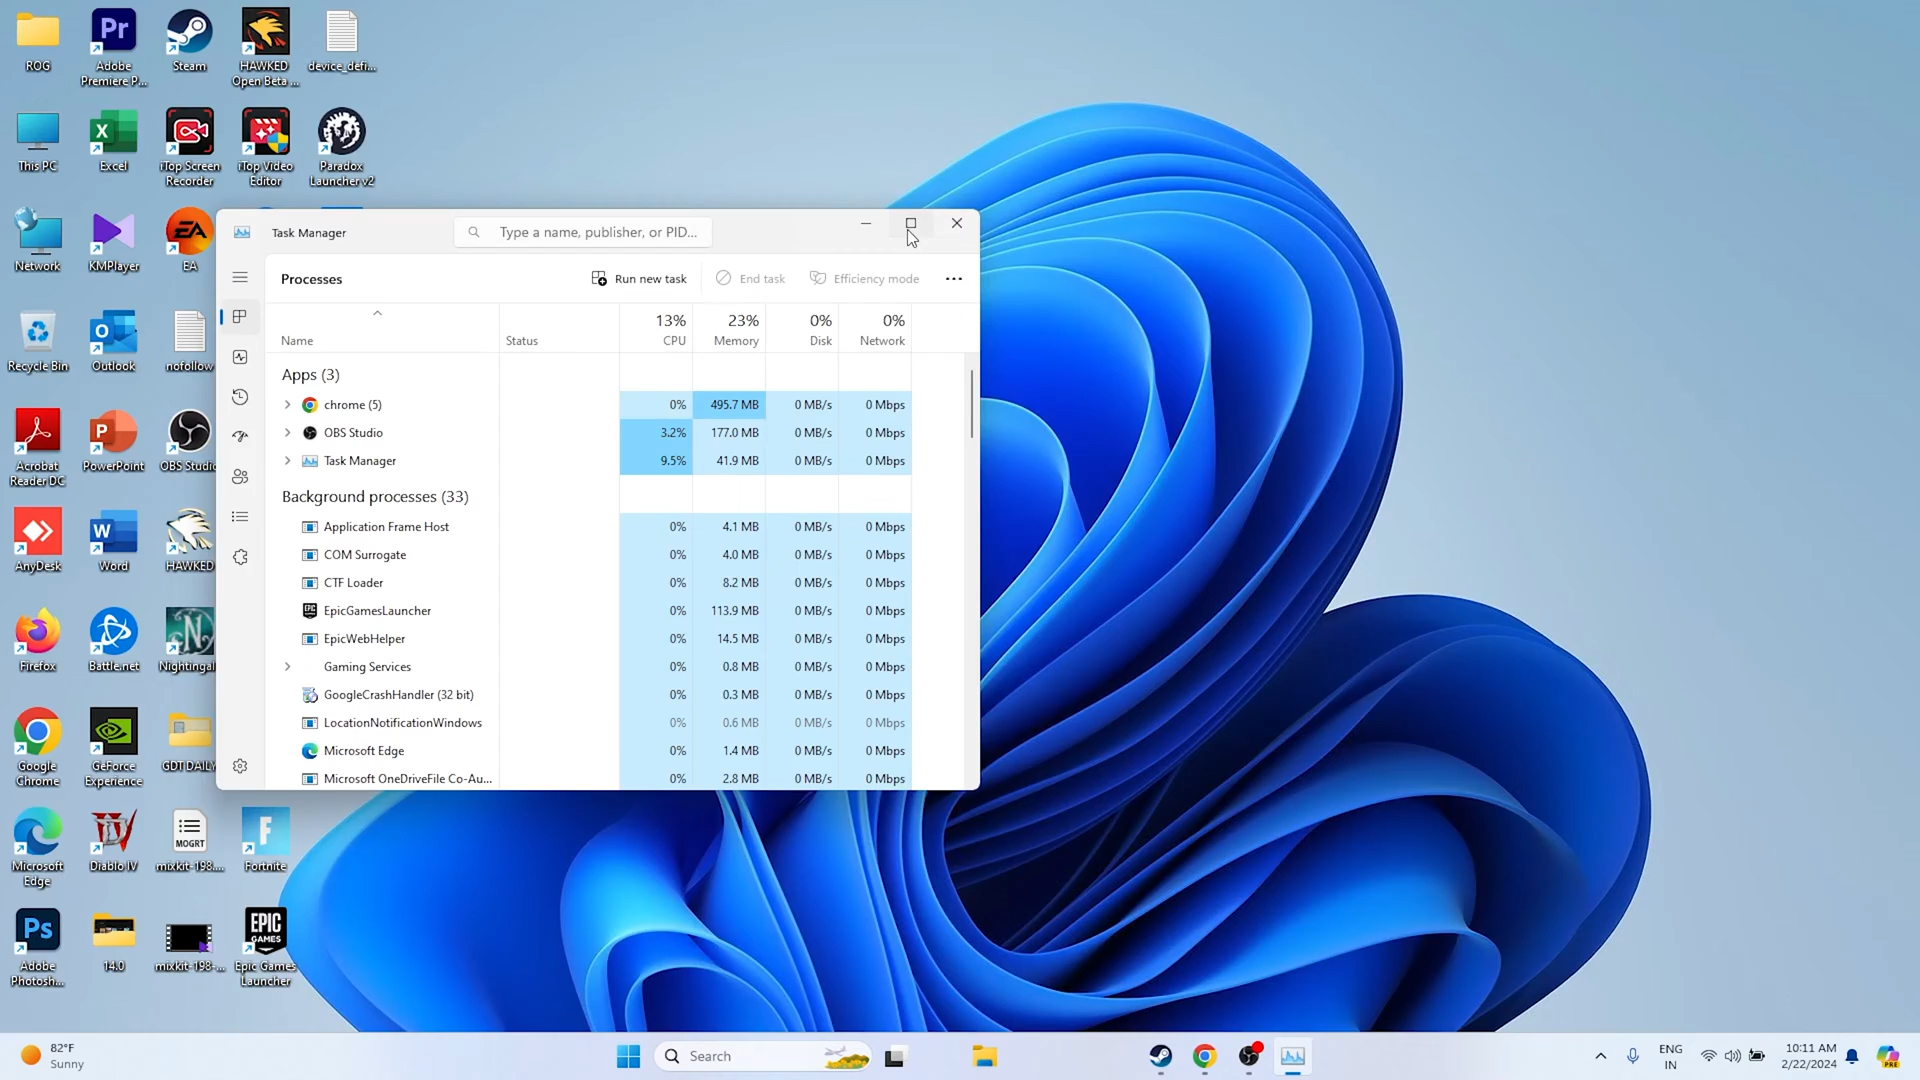 ROG
Pr
Adobe
Premiere P...
Steam
HAWKED
Open Beta ...
device_defi...
This PC
Excel
iTop Screen
Recorder
iTop Video
Editor
Paradox
Launcher v2
Network
KMPlayer
EA
Recycle Bin
Outlook
nofollow
Acrobat
Reader DC
PowerPoint
OBS Studio
AnyDesk
Word
HAWKED
Firefox
Battle.net
Nightingal
Google
Chrome
GeForce
Experience
GDT DAILY
Microsoft
Edge
Diablo IV
MOGRT
mixkit-198....
Fortnite
Ps
Adobe
Photosh...
14.0
mixkit-198-...
EPIC
GAMES
Epic Games
Launcher
Task Manager
Type a name, publisher, or PID...
Processes
Run new task
End task
Efficiency mode
Name
Status
13%
CPU
23%
Memory
0%
Disk
0%
Network
Apps (3)
chrome (5) 0% 495.7 MB 0 MB/s 0 Mbps
OBS Studio 3.2% 177.0 MB 0 MB/s 0 Mbps
Task Manager 9.5% 41.9 MB 0 MB/s 0 Mbps
Background processes (33)
Application Frame Host 0% 4.1 MB 0 MB/s 0 Mbps
COM Surrogate 0% 4.0 MB 0 MB/s 0 Mbps
CTF Loader 0% 8.2 MB 0 MB/s 0 Mbps
EpicGamesLauncher 0% 113.9 MB 0 MB/s 0 Mbps
EpicWebHelper 0% 14.5 MB 0 MB/s 0 Mbps
Gaming Services 0% 0.8 MB 0 MB/s 0 Mbps
GoogleCrashHandler (32 bit) 0% 0.3 MB 0 MB/s 0 Mbps
LocationNotificationWindows 0% 0.6 MB 0 MB/s 0 Mbps
Microsoft Edge 0% 1.4 MB 0 MB/s 0 Mbps
Microsoft OneDriveFile Co-Au... 0% 2.8 MB 0 MB/s 0 Mbps
82°F
Sunny
Search
ENG
IN
10:11 AM
2/22/2024
PRE